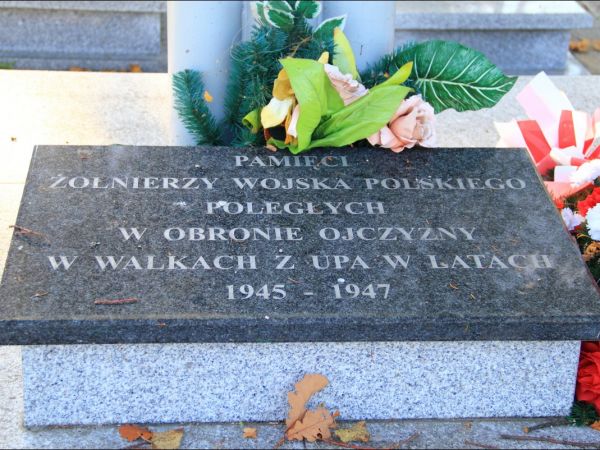 PAMIĘCI
ŻOŁNIERZY WOJSKA POLSKIEGO
POLEGŁYCH
W OBRONIE OJCZYZNY
W WALKACH Z UPA W LATACH
1945 - 1947